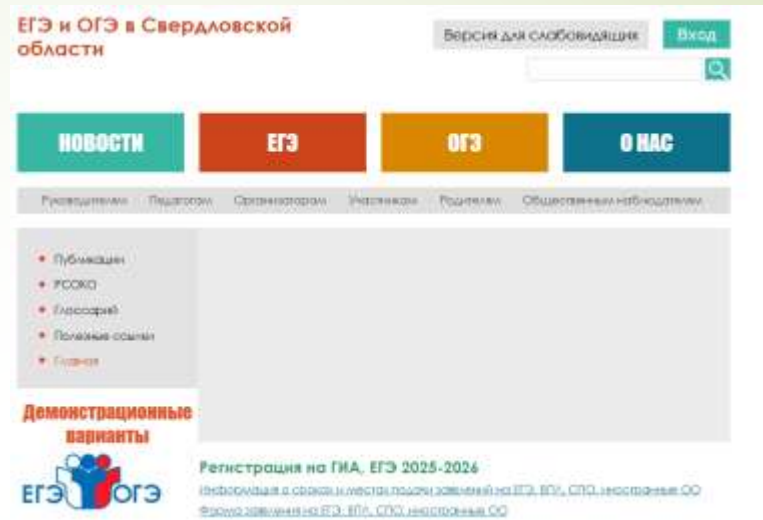 ЕГЭ и ОГЭ в Свердловской
области
Версия для слабовидящих
Вход
НОВОСТИ
ЕГЭ
ОГЭ
О НАС
Руководителям Педагогам Организаторам Участникам Родителям Общественным наблюдателям
Публикации
РСОКО
Глоссарий
Полезные ссылки
Главная
Демонстрационные
варианты
ЕГЭ ОГЭ
Регистрация на ГИА, ЕГЭ 2025-2026
Информация о сроках и местах подачи заявлений на ЕГЭ, ВПЛ, СПО, иностранные ОО
Форма заявления на ЕГЭ: ВПЛ, СПО, иностранные ОО